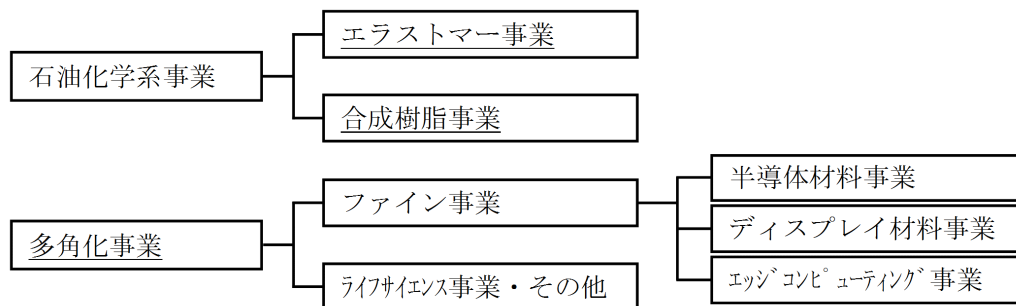 石油化学系事業
エラストマー事業
合成樹脂事業
多角化事業
ファイン事業
ﾗｲﾌｻｲｴﾝｽ事業・その他
半導体材料事業
ディスプレイ材料事業
ｴｯｼﾞｺﾝﾋﾟｭｰﾃｨﾝｸﾞ事業